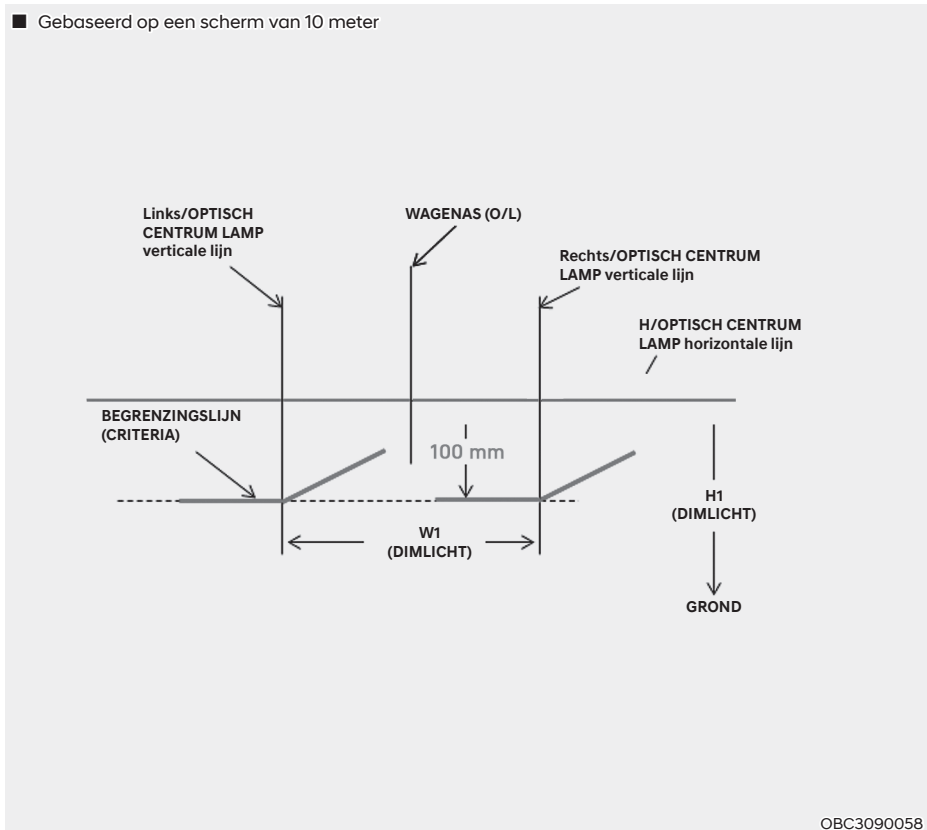 ■ Gebaseerd op een scherm van 10 meter
Links/OPTISCH
CENTRUM LAMP
verticale lijn
WAGENAS (O/L)
Rechts/OPTISCH CENTRUM
LAMP verticale lijn
H/OPTISCH CENTRUM
LAMP horizontale lijn
BEGRENZINGSLIJN
(CRITERIA)
100 mm
H1
(DIMLICHT)
W1
(DIMLICHT)
GROND
OBC3090058